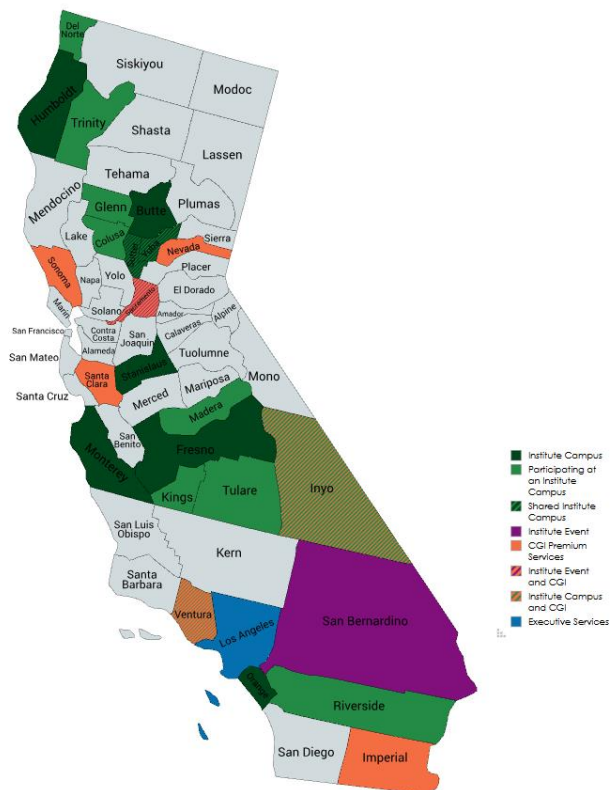 Del
Norte
Siskiyou
Modoc
Humboldt
Trinity
Shasta
Lassen
Tehama
Mendocino
Glenn
Butte
Plumas
Lake
Colusa
Sutter
Yuba
Nevada
Sierra
Sonoma
Napa
Yolo
Placer
El Dorado
Marin
Solano
Sacramento
Amador
Alpine
San Francisco
Contra
Costa
San
Joaquin
Calaveras
Alameda
Tuolumne
San Mateo
Santa
Clara
Stanislaus
Mono
Santa Cruz
Merced
Mariposa
Madera
San
Benito
Monterey
Fresno
Inyo
Kings
Tulare
San Luis
Obispo
Kern
Santa
Barbara
Ventura
Los Angeles
San Bernardino
Orange
Riverside
San Diego
Imperial
Institute Campus
Participating at
an Institute
Campus
Shared Institute
Campus
Institute Event
CGI Premium
Services
Institute Event
and CGI
Institute Campus
and CGI
Executive Services